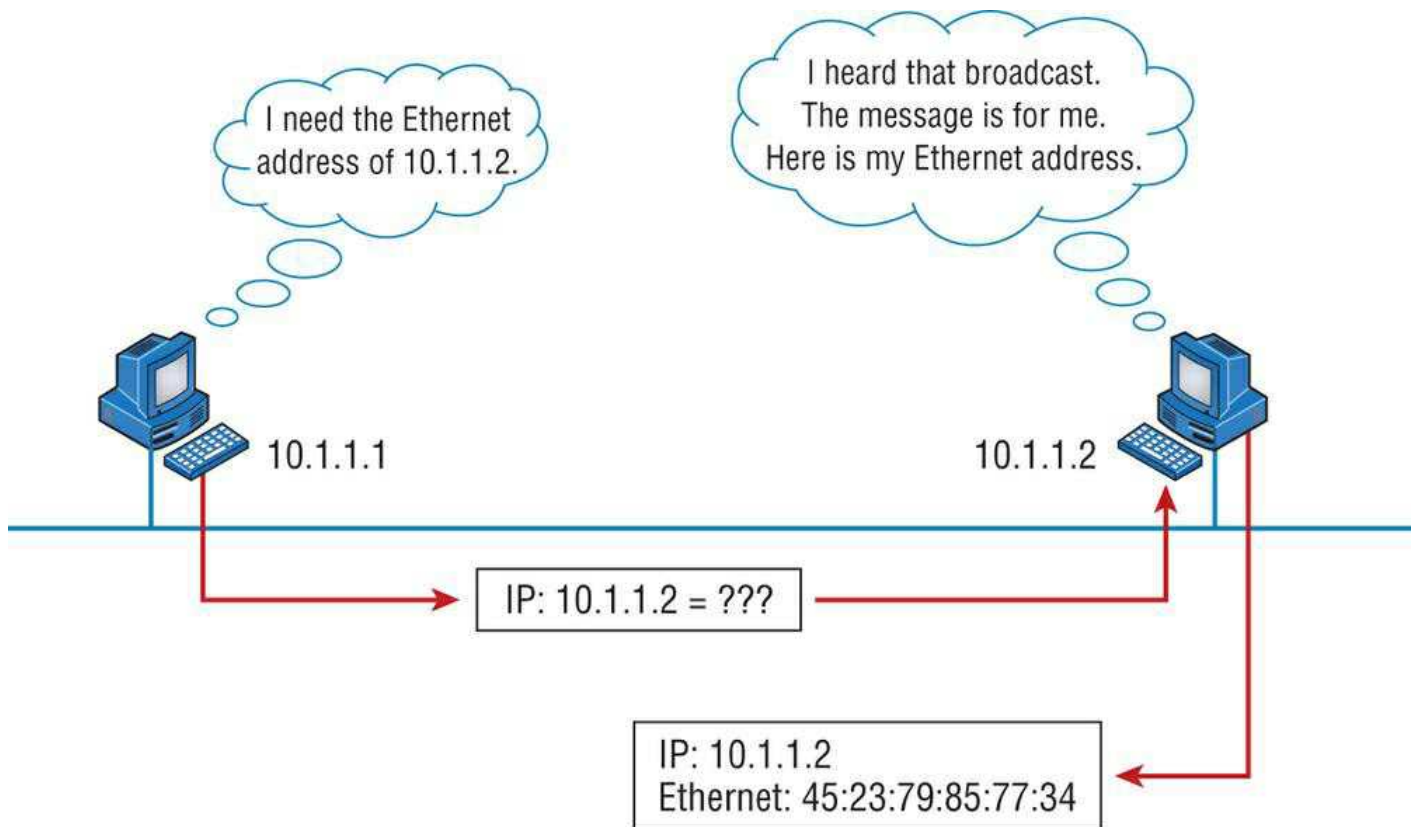 I need the Ethernet
address of 10.1.1.2.
I heard that broadcast.
The message is for me.
Here is my Ethernet address.
10.1.1.1
10.1.1.2
IP: 10.1.1.2 = ???
IP: 10.1.1.2
Ethernet: 45:23:79:85:77:34